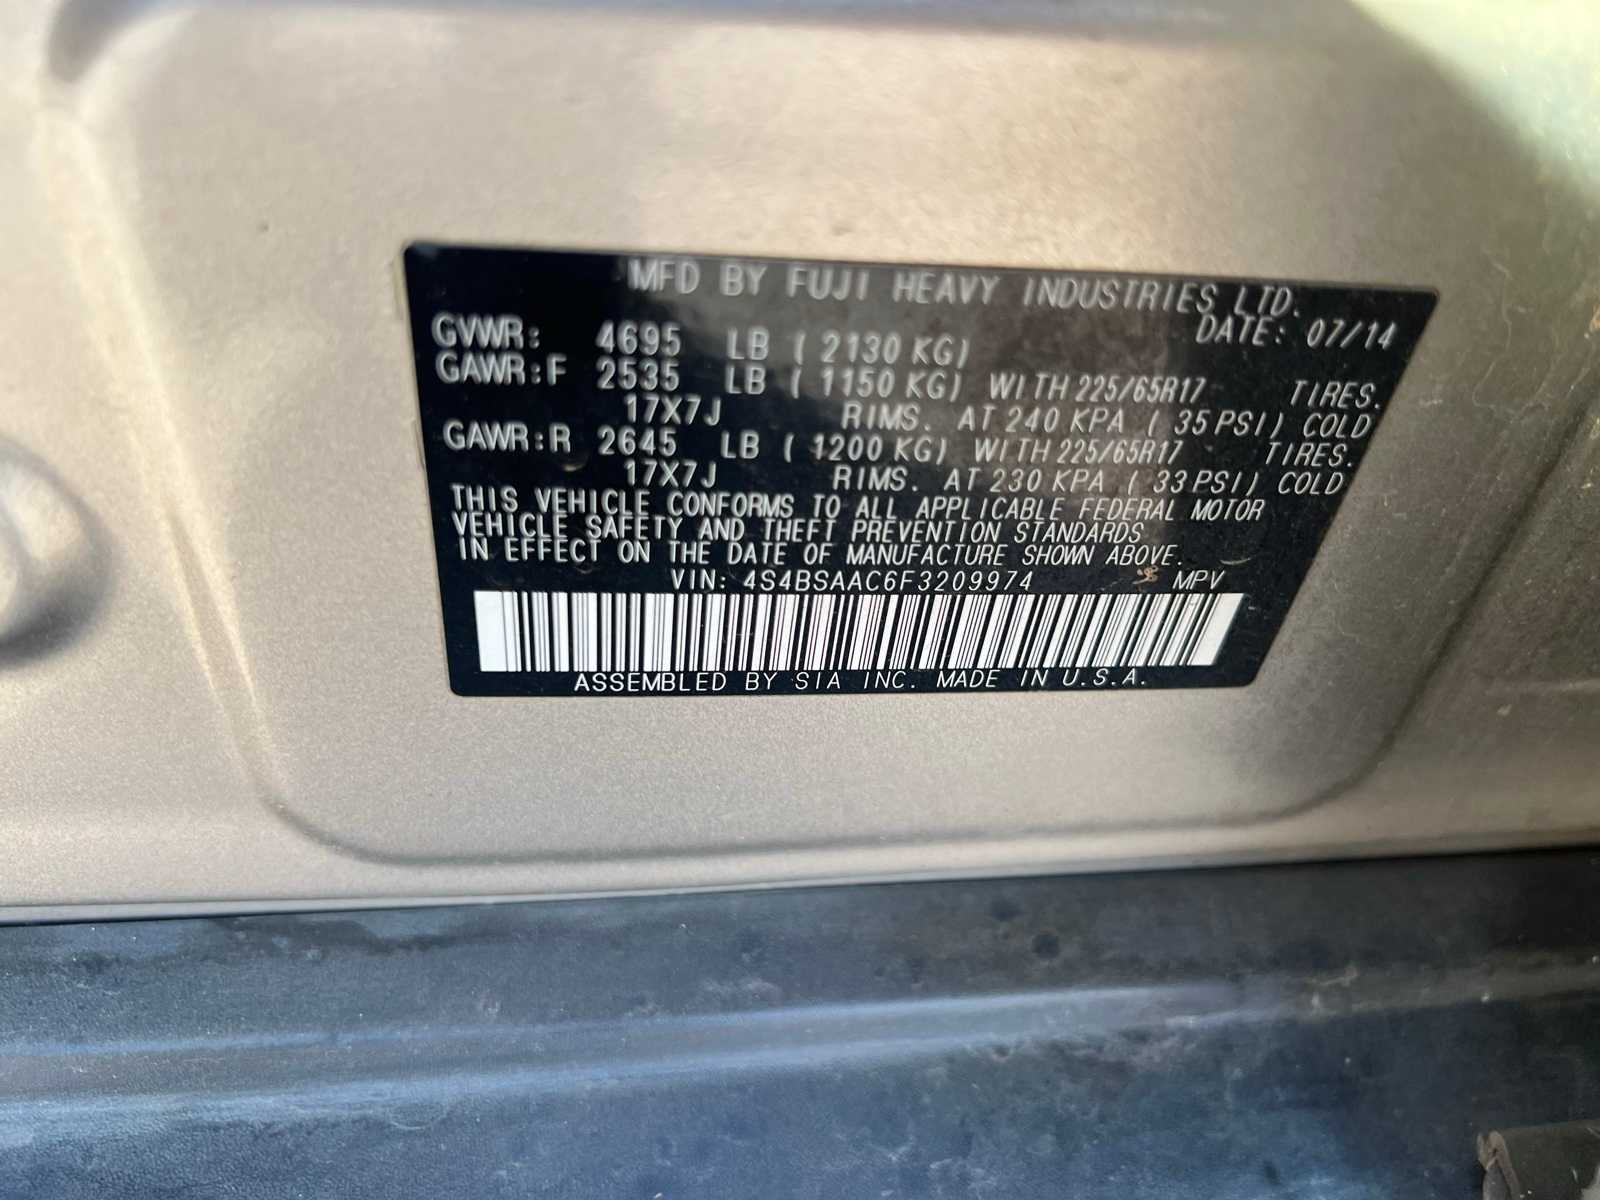 MFD BY FUJI HEAVY INDUSTRIES LTD.
DATE: 07/14
GVWR: 4695 LB ( 2130 KG)
GAWR:F 2535 LB ( 1150 KG) WITH 225/65R17 TIRES.
17X7J RIMS. AT 240 KPA ( 35 PSI) COLD
GAWR:R 2645 LB ( 1200 KG) WITH 225/65R17 TIRES.
17X7J RIMS. AT 230 KPA ( 33 PSI) COLD
THIS VEHICLE CONFORMS TO ALL APPLICABLE FEDERAL MOTOR
VEHICLE SAFETY AND THEFT PREVENTION STANDARDS
IN EFFECT ON THE DATE OF MANUFACTURE SHOWN ABOVE.
VIN: 4S4BSAAC6F3209974 MPV
ASSEMBLED BY SIA INC. MADE IN U.S.A.